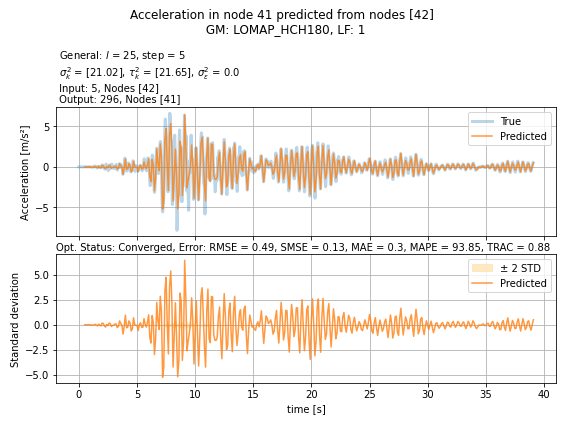 Acceleration in node 41 predicted from nodes [42]
GM: LOMAP_HCH180, LF: 1
General: l = 25, step = 5
σ²ₖ = [21.02], τ²ₖ = [21.65], σ²ε = 0.0
Input: 5, Nodes [42]
Output: 296, Nodes [41]
Acceleration [m/s²]
5
0
−5
True
Predicted
Opt. Status: Converged, Error: RMSE = 0.49, SMSE = 0.13, MAE = 0.3, MAPE = 93.85, TRAC = 0.88
Standard deviation
5.0
2.5
0.0
−2.5
−5.0
± 2 STD
Predicted
0 5 10 15 20 25 30 35 40
time [s]